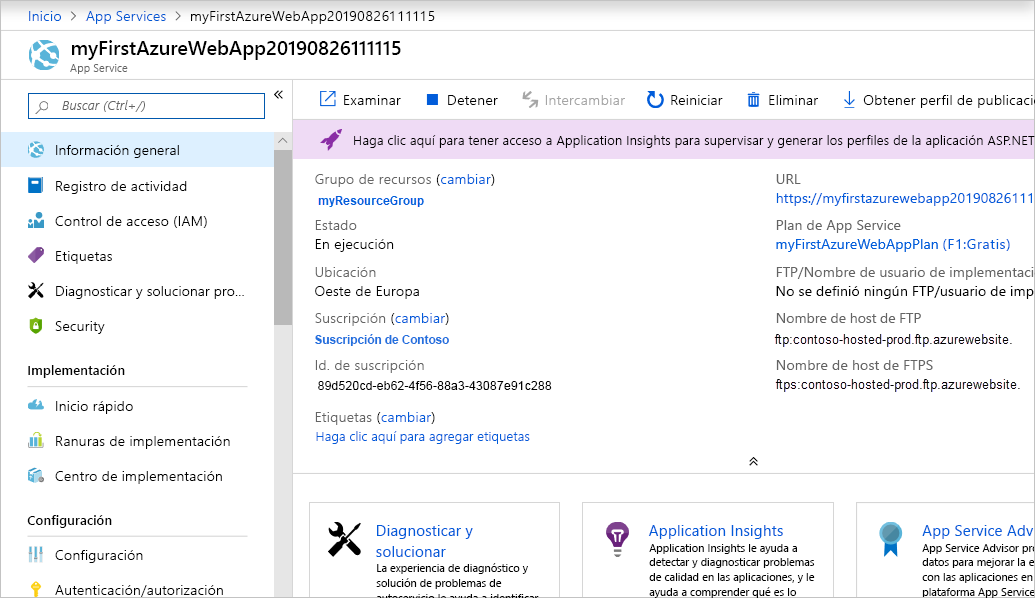 Inicio > App Services > myFirstAzureWebApp20190826111115
myFirstAzureWebApp20190826111115
App Service
Buscar (Ctrl+/)
Información general
Registro de actividad
Control de acceso (IAM)
Etiquetas
Diagnosticar y solucionar pro...
Security
Implementación
Inicio rápido
Ranuras de implementación
Centro de implementación
Configuración
Configuración
Autenticación/autorización
Examinar Detener Intercambiar Reiniciar Eliminar Obtener perfil de publicaci
Haga clic aquí para tener acceso a Application Insights para supervisar y generar los perfiles de la aplicación ASP.NET
Grupo de recursos (cambiar)
myResourceGroup
Estado
En ejecución
Ubicación
Oeste de Europa
Suscripción (cambiar)
Suscripción de Contoso
Id. de suscripción
89d520cd-eb62-4f56-88a3-43087e91c288
Etiquetas (cambiar)
Haga clic aquí para agregar etiquetas
URL
https://myfirstazurewebapp20190826111
Plan de App Service
myFirstAzureWebAppPlan (F1:Gratis)
FTP/Nombre de usuario de implementaci
No se definió ningún FTP/usuario de imp
Nombre de host de FTP
ftp:contoso-hosted-prod.ftp.azurewebsite.
Nombre de host de FTPS
ftps:contoso-hosted-prod.ftp.azurewebsite.
Diagnosticar y
solucionar
La experiencia de diagnóstico y
solución de problemas de
autoservicio le ayuda a identificar
Application Insights
Application Insights le ayuda a
detectar y diagnosticar problemas
de calidad en las aplicaciones, y le
ayuda a comprender qué es lo
App Service Adv
App Service Advisor pr
datos para mejorar la e
con las aplicaciones en
plataforma App Service